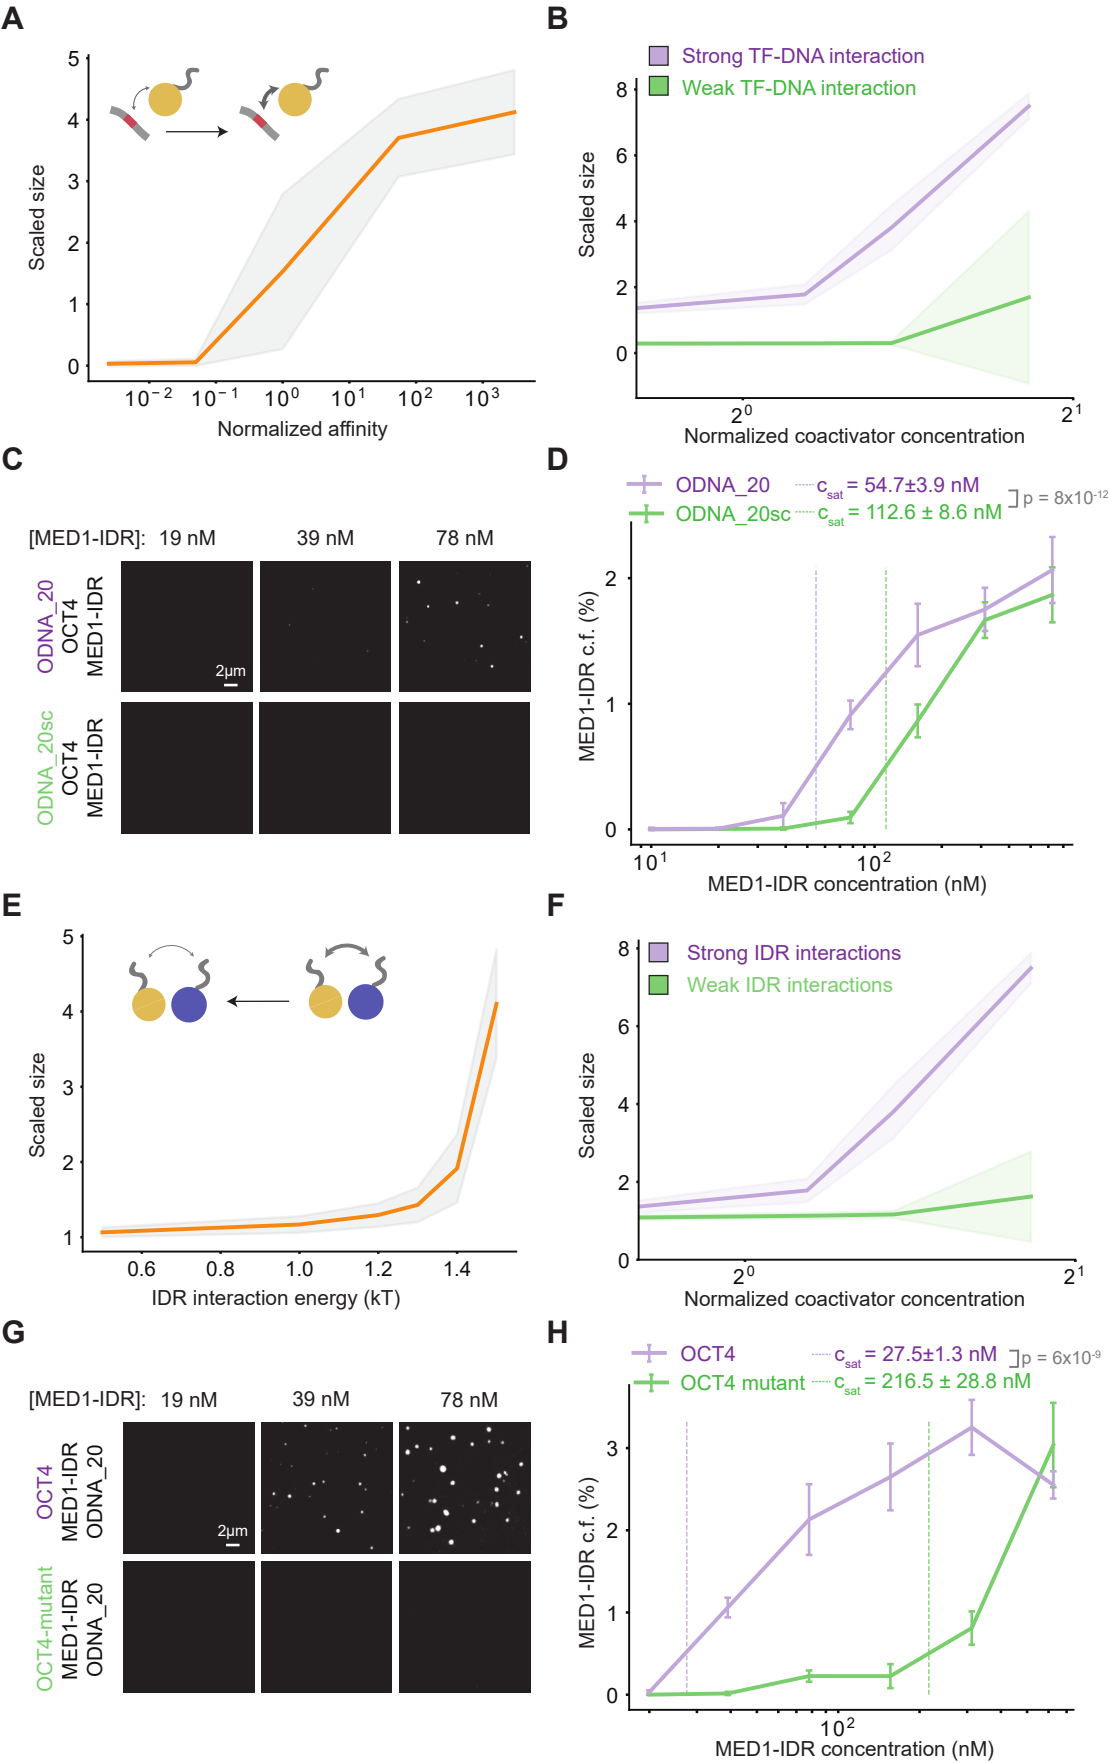 A
5
4
3
2
1
0
Scaled size
10⁻²
10⁻¹
10⁰
10¹
10²
10³
Normalized affinity
B
Strong TF-DNA interaction
Weak TF-DNA interaction
8
6
4
2
0
Scaled size
2⁰
2¹
Normalized coactivator concentration
C
[MED1-IDR]: 19 nM 39 nM 78 nM
ODNA_20
OCT4
MED1-IDR
2µm
ODNA_20sc
OCT4
MED1-IDR
D
ODNA_20 c_sat = 54.7±3.9 nM
ODNA_20sc c_sat = 112.6 ± 8.6 nM
p = 8x10⁻¹²
2
1
0
MED1-IDR c.f. (%)
10¹
10²
MED1-IDR concentration (nM)
E
5
4
3
2
1
Scaled size
0.6
0.8
1.0
1.2
1.4
IDR interaction energy (kT)
F
Strong IDR interactions
Weak IDR interactions
8
6
4
2
0
Scaled size
2⁰
2¹
Normalized coactivator concentration
G
[MED1-IDR]: 19 nM 39 nM 78 nM
OCT4
MED1-IDR
ODNA_20
2µm
OCT4-mutant
MED1-IDR
ODNA_20
H
OCT4 c_sat = 27.5±1.3 nM
OCT4 mutant c_sat = 216.5 ± 28.8 nM
p = 6x10⁻⁹
3
2
1
0
MED1-IDR c.f. (%)
10²
MED1-IDR concentration (nM)